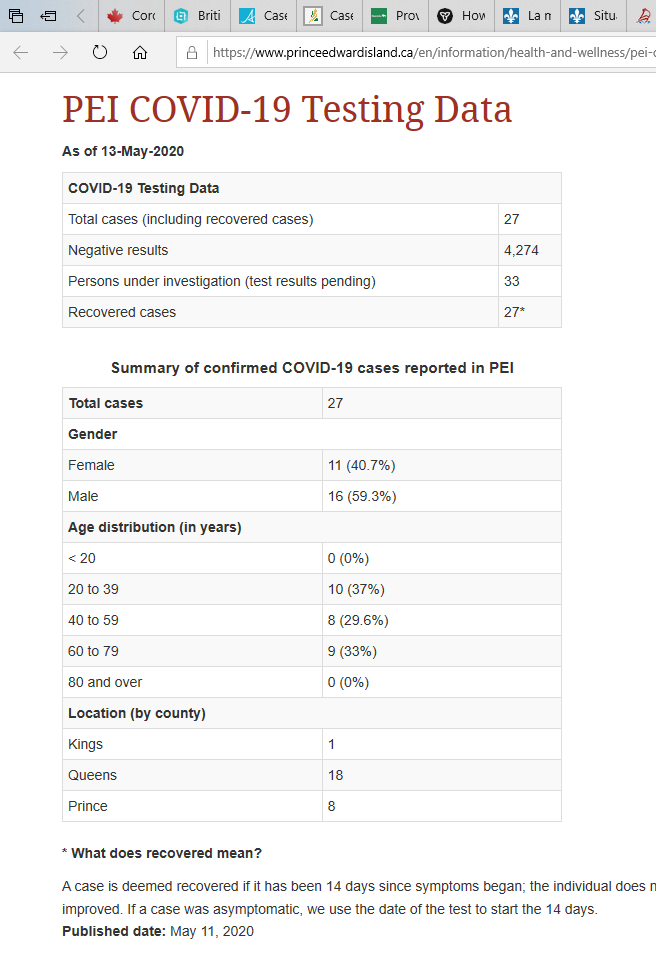 Cor
Briti
Case
Case
Prov
How
La m
Situ
https://www.princeedwardisland.ca/en/information/health-and-wellness/pei-c
PEI COVID-19 Testing Data
As of 13-May-2020
COVID-19 Testing Data
Total cases (including recovered cases) 27
Negative results 4,274
Persons under investigation (test results pending) 33
Recovered cases 27*
Summary of confirmed COVID-19 cases reported in PEI
Total cases 27
Gender
Female 11 (40.7%)
Male 16 (59.3%)
Age distribution (in years)
< 20 0 (0%)
20 to 39 10 (37%)
40 to 59 8 (29.6%)
60 to 79 9 (33%)
80 and over 0 (0%)
Location (by county)
Kings 1
Queens 18
Prince 8
* What does recovered mean?
A case is deemed recovered if it has been 14 days since symptoms began; the individual does
improved. If a case was asymptomatic, we use the date of the test to start the 14 days.
Published date: May 11, 2020